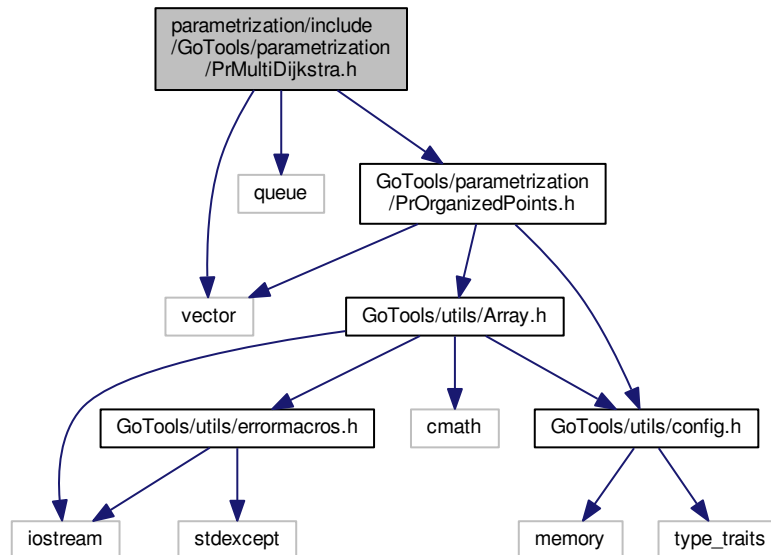 parametrization/include
/GoTools/parametrization
/PrMultiDijkstra.h
queue
GoTools/parametrization
/PrOrganizedPoints.h
vector
GoTools/utils/Array.h
GoTools/utils/errormacros.h
cmath
GoTools/utils/config.h
iostream
stdexcept
memory
type_traits